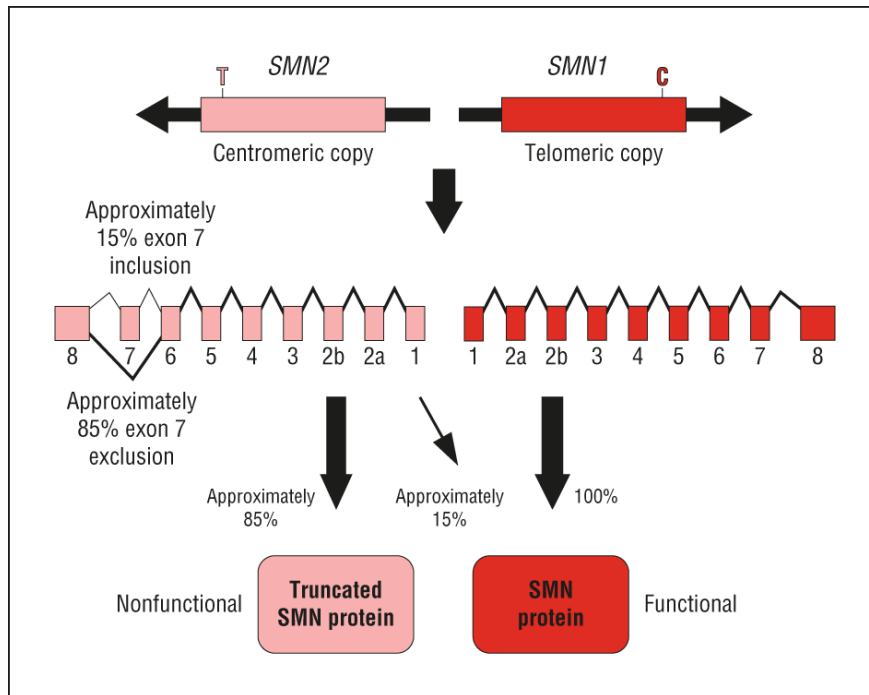 SMN2
SMN1
T
C
Centromeric copy
Telomeric copy
Approximately
15% exon 7
inclusion
8 7 6 5 4 3 2b 2a 1
1 2a 2b 3 4 5 6 7 8
Approximately
85% exon 7
exclusion
Approximately
85%
Approximately
15%
100%
Nonfunctional
Truncated
SMN protein
SMN
protein
Functional